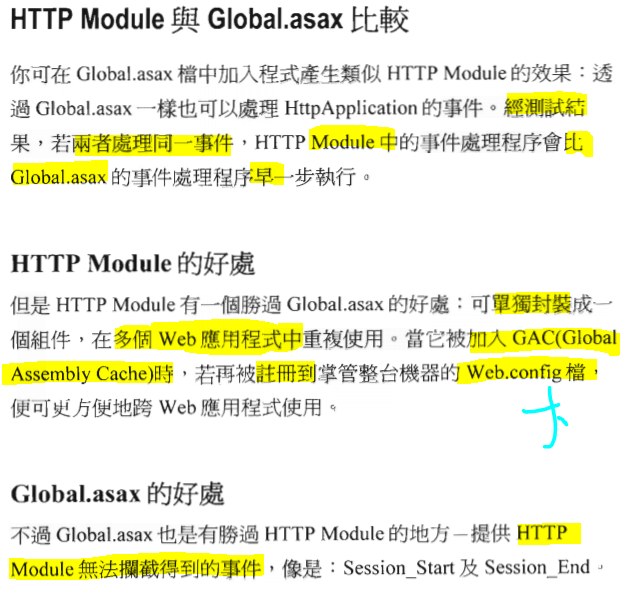 HTTP Module 與 Global.asax 比較
你可在 Global.asax 檔中加入程式產生類似 HTTP Module 的效果：透
過 Global.asax 一樣也可以處理 HttpApplication 的事件。經測試結
果，若兩者處理同一事件，HTTP Module 中的事件處理程序會比
Global.asax 的事件處理程序早一步執行。
HTTP Module 的好處
但是 HTTP Module 有一個勝過 Global.asax 的好處：可單獨封裝成一
個組件，在多個 Web 應用程式中重複使用。當它被加入 GAC(Global
Assembly Cache)時，若再被註冊到掌管整台機器的 Web.config 檔，
便可更方便地跨 Web 應用程式使用。
大
Global.asax 的好處
不過 Global.asax 也是有勝過 HTTP Module 的地方－提供 HTTP
Module 無法攔截得到的事件，像是：Session_Start 及 Session_End。